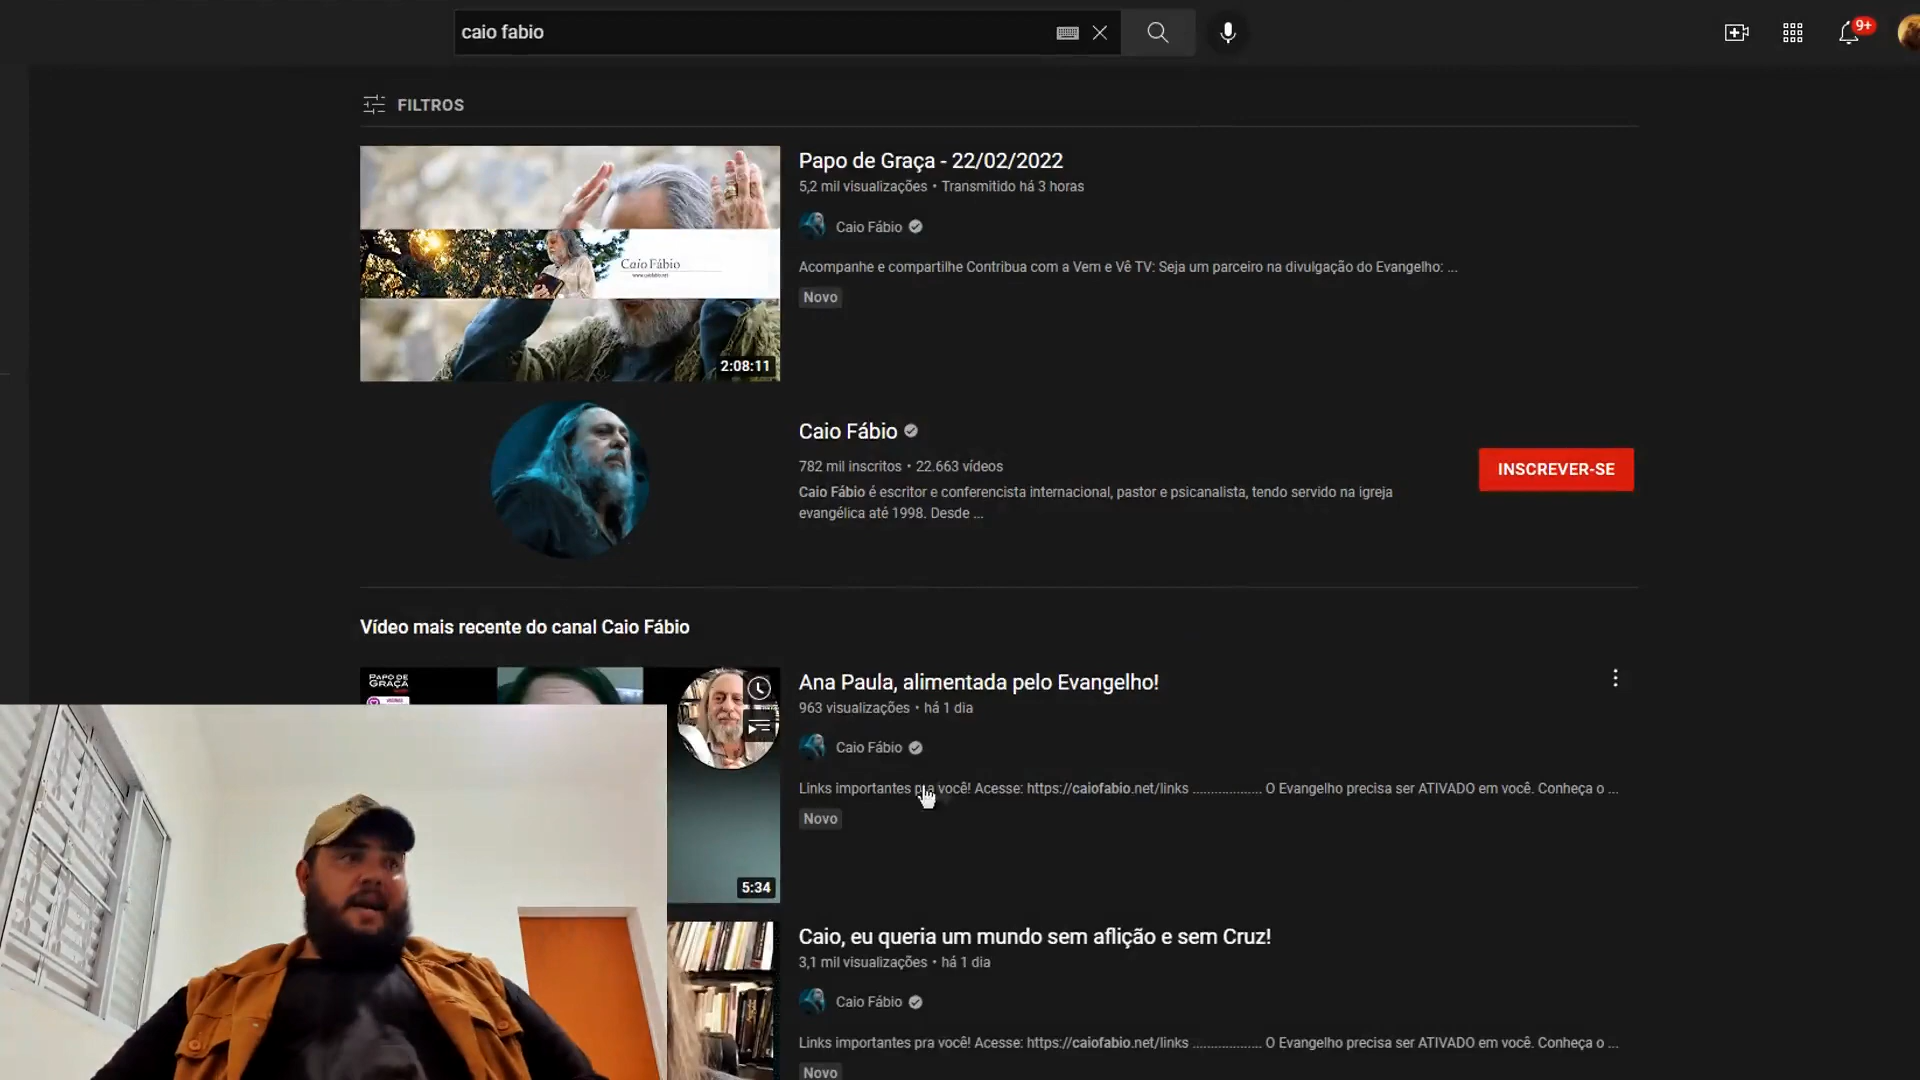 caio fabio
9+
FILTROS
Papo de Graça - 22/02/2022
5,2 mil visualizações • Transmitido há 3 horas
Caio Fábio
Acompanhe e compartilhe Contribua com a Vem e Vê TV: Seja um parceiro na divulgação do Evangelho: ...
Novo
Caio Fábio
2:08:11
Caio Fábio
782 mil inscritos • 22.663 vídeos
Caio Fábio é escritor e conferencista internacional, pastor e psicanalista, tendo servido na igreja
evangélica até 1998. Desde ...
INSCREVER-SE
Vídeo mais recente do canal Caio Fábio
PAPO DE
GRAÇA
Ana Paula, alimentada pelo Evangelho!
963 visualizações • há 1 dia
Caio Fábio
Links importantes pra você! Acesse: https://caiofabio.net/links ................... O Evangelho precisa ser ATIVADO em você. Conheça o ...
Novo
5:34
Caio, eu queria um mundo sem aflição e sem Cruz!
3,1 mil visualizações • há 1 dia
Caio Fábio
Links importantes pra você! Acesse: https://caiofabio.net/links ................... O Evangelho precisa ser ATIVADO em você. Conheça o ...
Novo